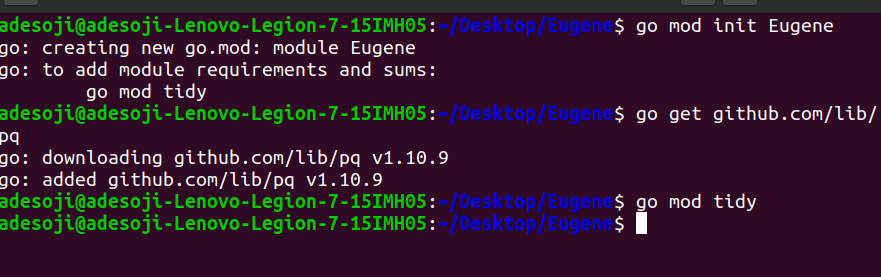 adesoji@adesoji-Lenovo-Legion-7-15IMH05:~/Desktop/Eugene$ go mod init Eugene
go: creating new go.mod: module Eugene
go: to add module requirements and sums:
        go mod tidy
adesoji@adesoji-Lenovo-Legion-7-15IMH05:~/Desktop/Eugene$ go get github.com/lib/
pq
go: downloading github.com/lib/pq v1.10.9
go: added github.com/lib/pq v1.10.9
adesoji@adesoji-Lenovo-Legion-7-15IMH05:~/Desktop/Eugene$ go mod tidy
adesoji@adesoji-Lenovo-Legion-7-15IMH05:~/Desktop/Eugene$